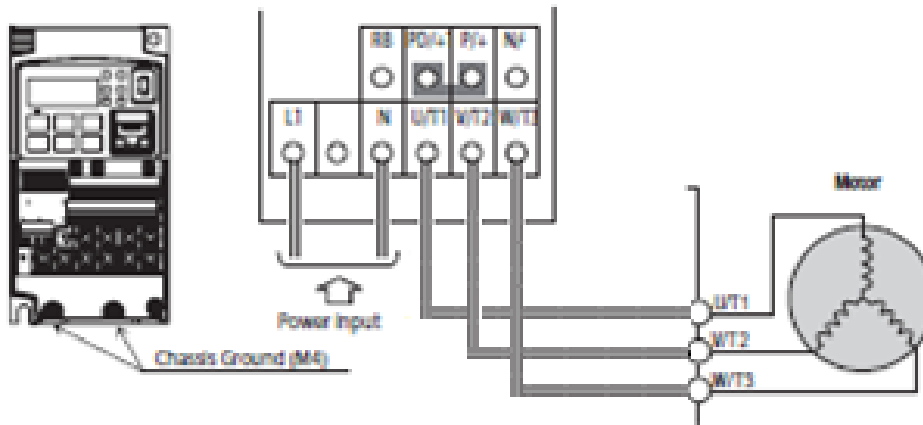 RB PD/+1 P/+ N/-
L1 N U/T1 V/T2 W/T3
Motor
U/T1
V/T2
W/T3
Power Input
Chassis Ground (M4)